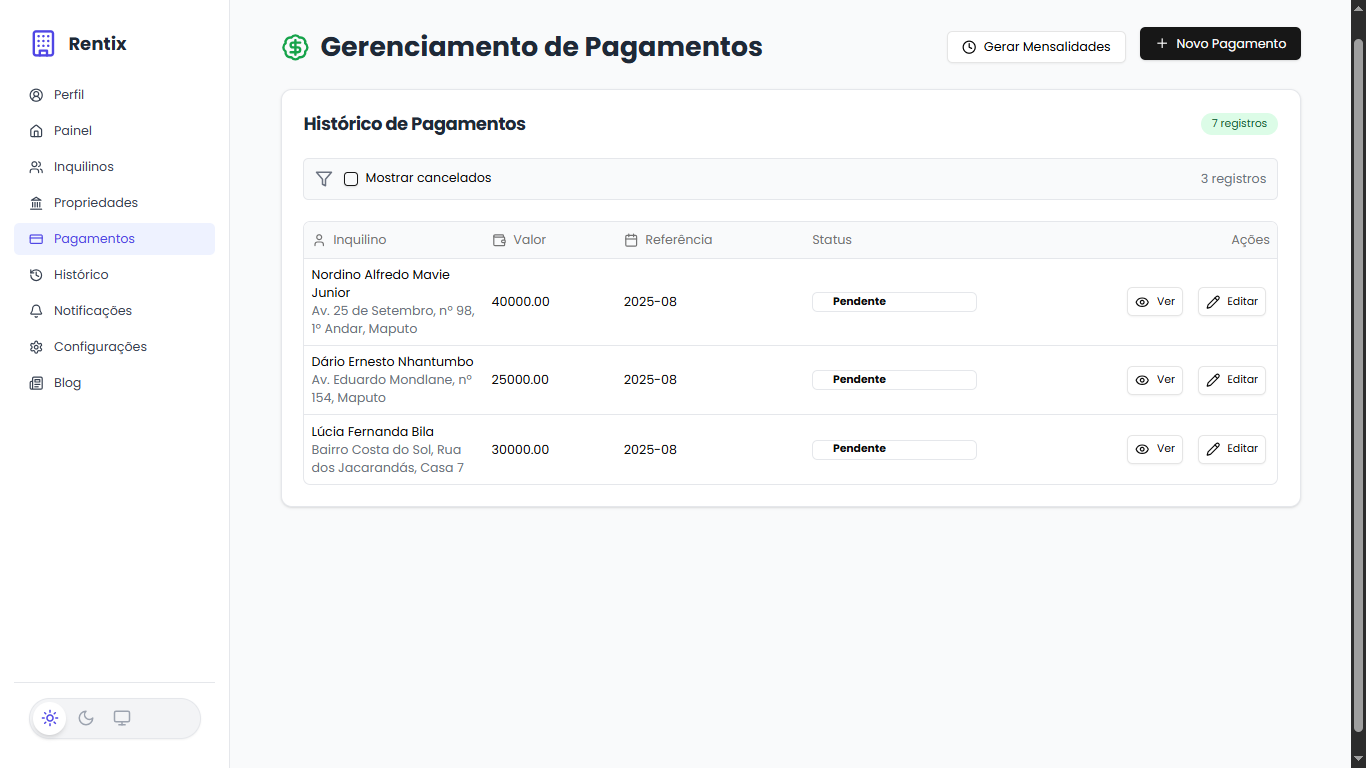 Rentix
Perfil
Painel
Inquilinos
Propriedades
Pagamentos
Histórico
Notificações
Configurações
Blog
Gerenciamento de Pagamentos
Gerar Mensalidades
Novo Pagamento
Histórico de Pagamentos
7 registros
Mostrar cancelados
3 registros
Inquilino Valor Referência Status Ações
Nordino Alfredo Mavie
Junior
Av. 25 de Setembro, nº 98,
1º Andar, Maputo
40000.00 2025-08 Pendente Ver Editar
Dário Ernesto Nhantumbo
Av. Eduardo Mondlane, nº
154, Maputo
25000.00 2025-08 Pendente Ver Editar
Lúcia Fernanda Bila
Bairro Costa do Sol, Rua
dos Jacarandás, Casa 7
30000.00 2025-08 Pendente Ver Editar